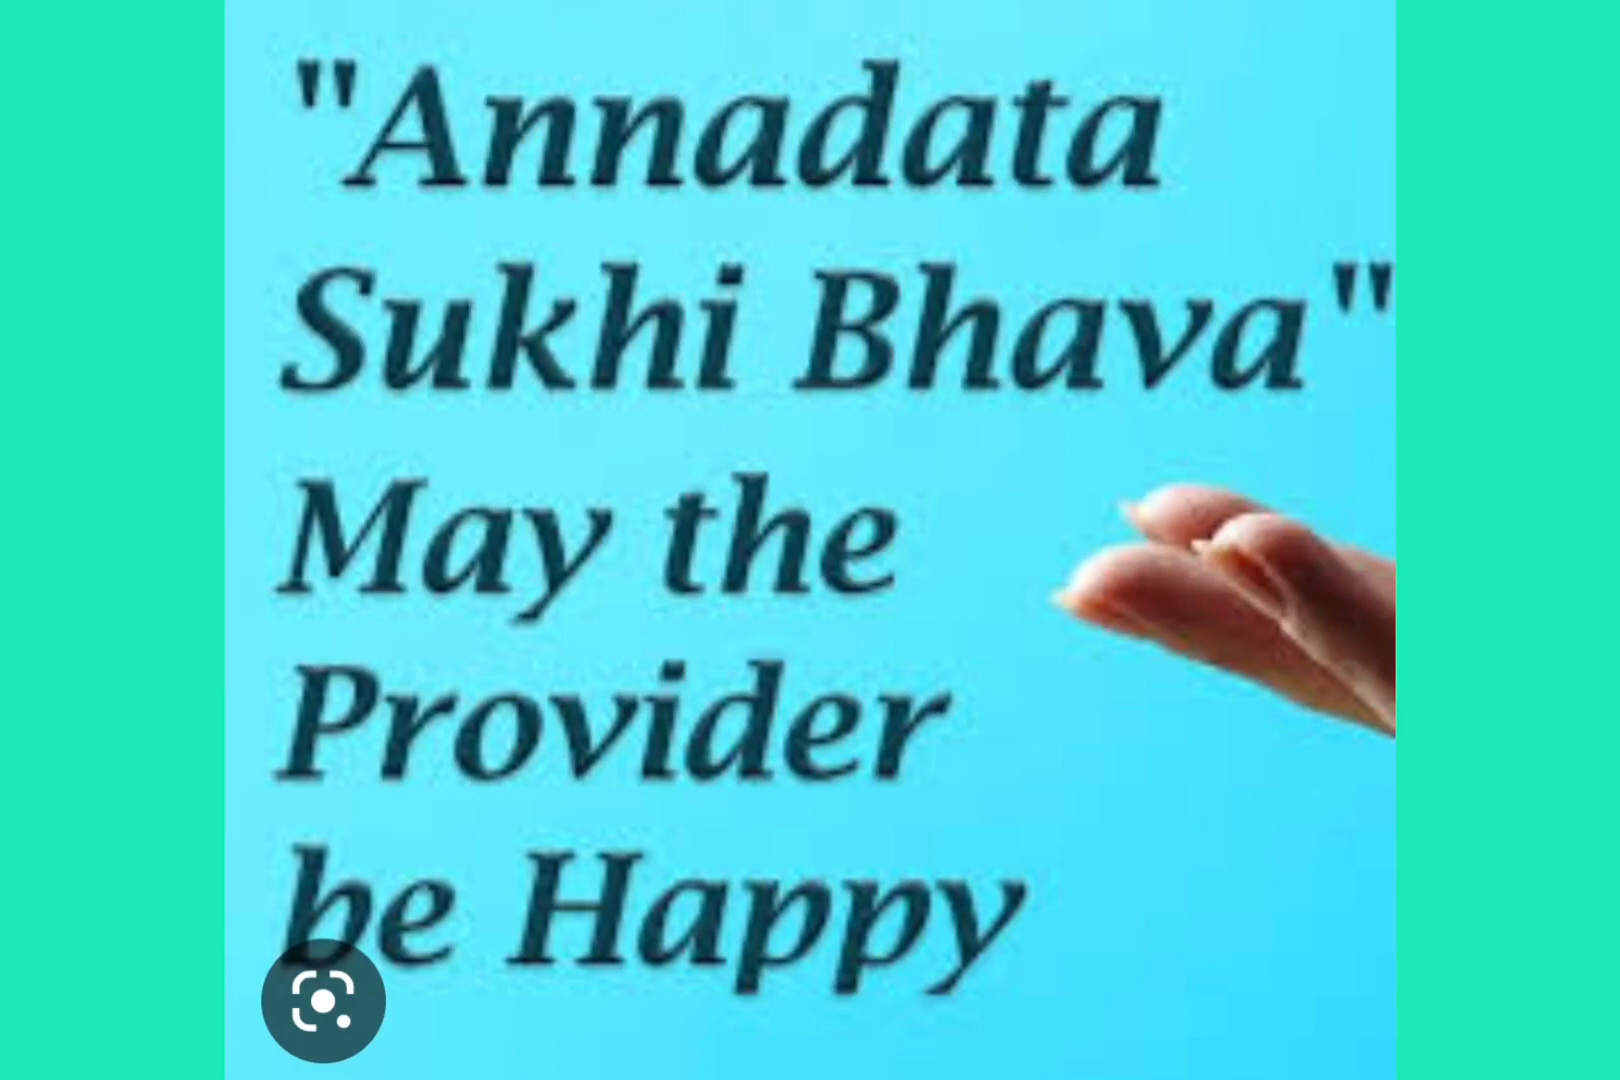 "Annadata
Sukhi Bhava"
May the
Provider
be Happy